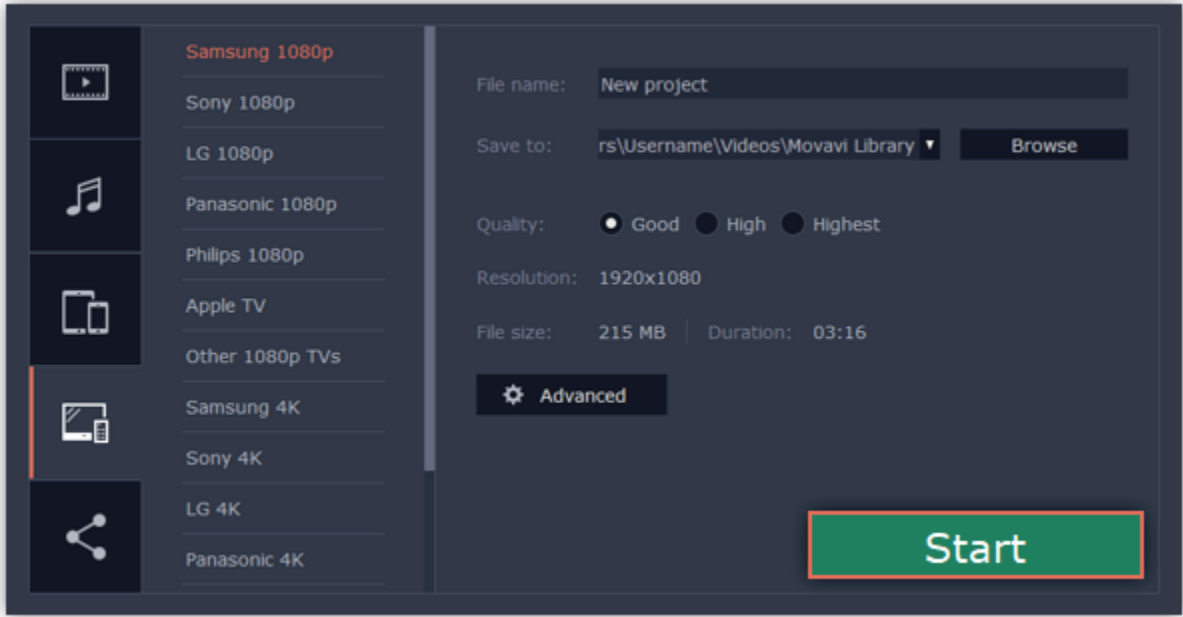 Samsung 1080p
Sony 1080p
LG 1080p
Panasonic 1080p
Philips 1080p
Apple TV
Other 1080p TVs
Samsung 4K
Sony 4K
LG 4K
Panasonic 4K
File name: New project
Save to: rs\Username\Videos\Movavi Library Browse
Quality: Good High Highest
Resolution: 1920x1080
File size: 215 MB Duration: 03:16
Advanced
Start